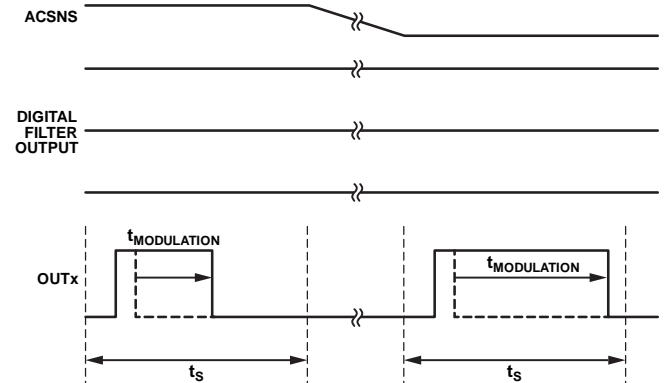 ACSNS
DIGITAL
FILTER
OUTPUT
tMODULATION
OUTx
tMODULATION
tS
tS